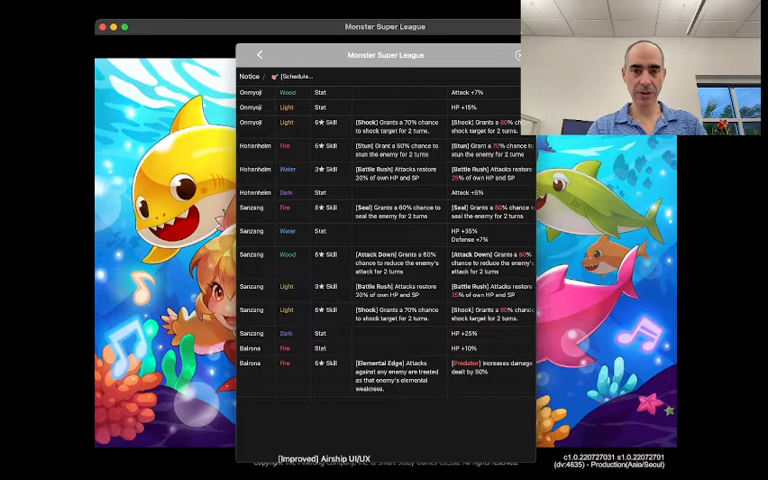 Monster Super League
Monster Super League
Notice / [Schedule...
Onmyoji Wood Stat Attack +7%
Onmyoji Light Stat HP +15%
Onmyoji Light 6★ Skill [Shock] Grants a 70% chance [Shock] Grants a 80% chance
to shock target for 2 turns. to shock target for 2 turns.
Hohenheim Fire 6★ Skill [Stun] Grant a 50% chance to [Stun] Grant a 70% chance to
stun the enemy for 2 turns stun the enemy for 2 turns
Hohenheim Water 3★ Skill [Battle Rush] Attacks restore [Battle Rush] Attacks restore
20% of own HP and SP 25% of own HP and SP
Hohenheim Dark Stat Attack +5%
Sanzang Fire 6★ Skill [Seal] Grants a 60% chance to [Seal] Grants a 80% chance to
seal the enemy for 2 turns seal the enemy for 2 turns
Sanzang Water Stat HP +35%
Defense +7%
Sanzang Wood 6★ Skill [Attack Down] Grants a 60% [Attack Down] Grants a 80%
chance to reduce the enemy's chance to reduce the enemy's
attack for 2 turns attack for 2 turns
Sanzang Light 3★ Skill [Battle Rush] Attacks restore [Battle Rush] Attacks restore
20% of own HP and SP 25% of own HP and SP
Sanzang Light 6★ Skill [Shock] Grants a 70% chance [Shock] Grants a 80% chance
to shock target for 2 turns. to shock target for 2 turns.
Sanzang Dark Stat HP +25%
Balrona Fire Stat HP +10%
Balrona Fire 6★ Skill [Elemental Edge] Attacks [Predator] Increases damage
against any enemy are treated dealt by 50%
as that enemy's elemental
weakness.
[Improved] Airship UI/UX
c1.0.220727031 s1.0.22072701
(dv:4635) - Production(Asia/Seoul)